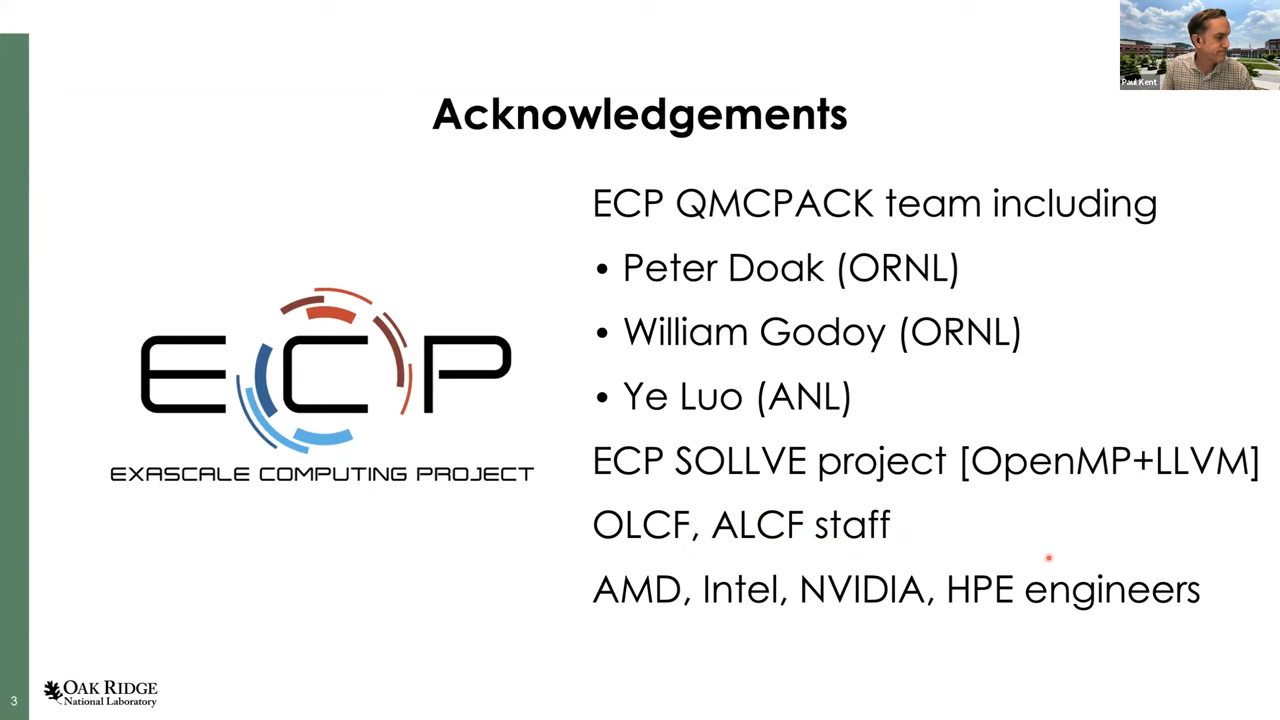 Paul Kent
Acknowledgements
ECP QMCPACK team including
• Peter Doak (ORNL)
• William Godoy (ORNL)
• Ye Luo (ANL)
ECP SOLLVE project [OpenMP+LLVM]
OLCF, ALCF staff
AMD, Intel, NVIDIA, HPE engineers
ECP
EXASCALE COMPUTING PROJECT
3
OAK RIDGE
National Laboratory